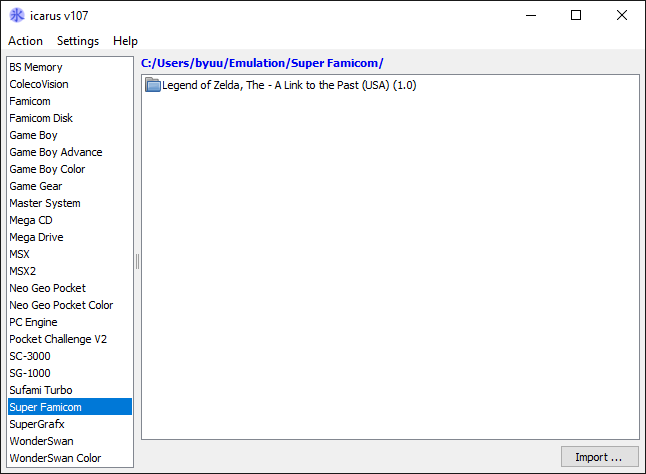 icarus v107
Action Settings Help
BS Memory
ColecoVision
Famicom
Famicom Disk
Game Boy
Game Boy Advance
Game Boy Color
Game Gear
Master System
Mega CD
Mega Drive
MSX
MSX2
Neo Geo Pocket
Neo Geo Pocket Color
PC Engine
Pocket Challenge V2
SC-3000
SG-1000
Sufami Turbo
Super Famicom
SuperGrafx
WonderSwan
WonderSwan Color
C:/Users/byuu/Emulation/Super Famicom/
Legend of Zelda, The - A Link to the Past (USA) (1.0)
Import ...